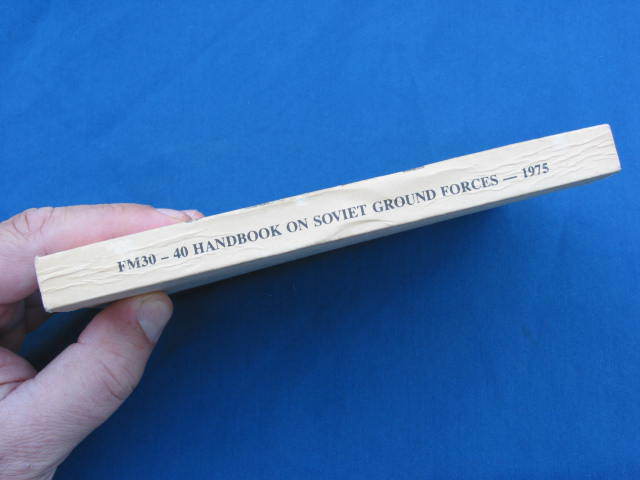 FM30 – 40 HANDBOOK ON SOVIET GROUND FORCES — 1975